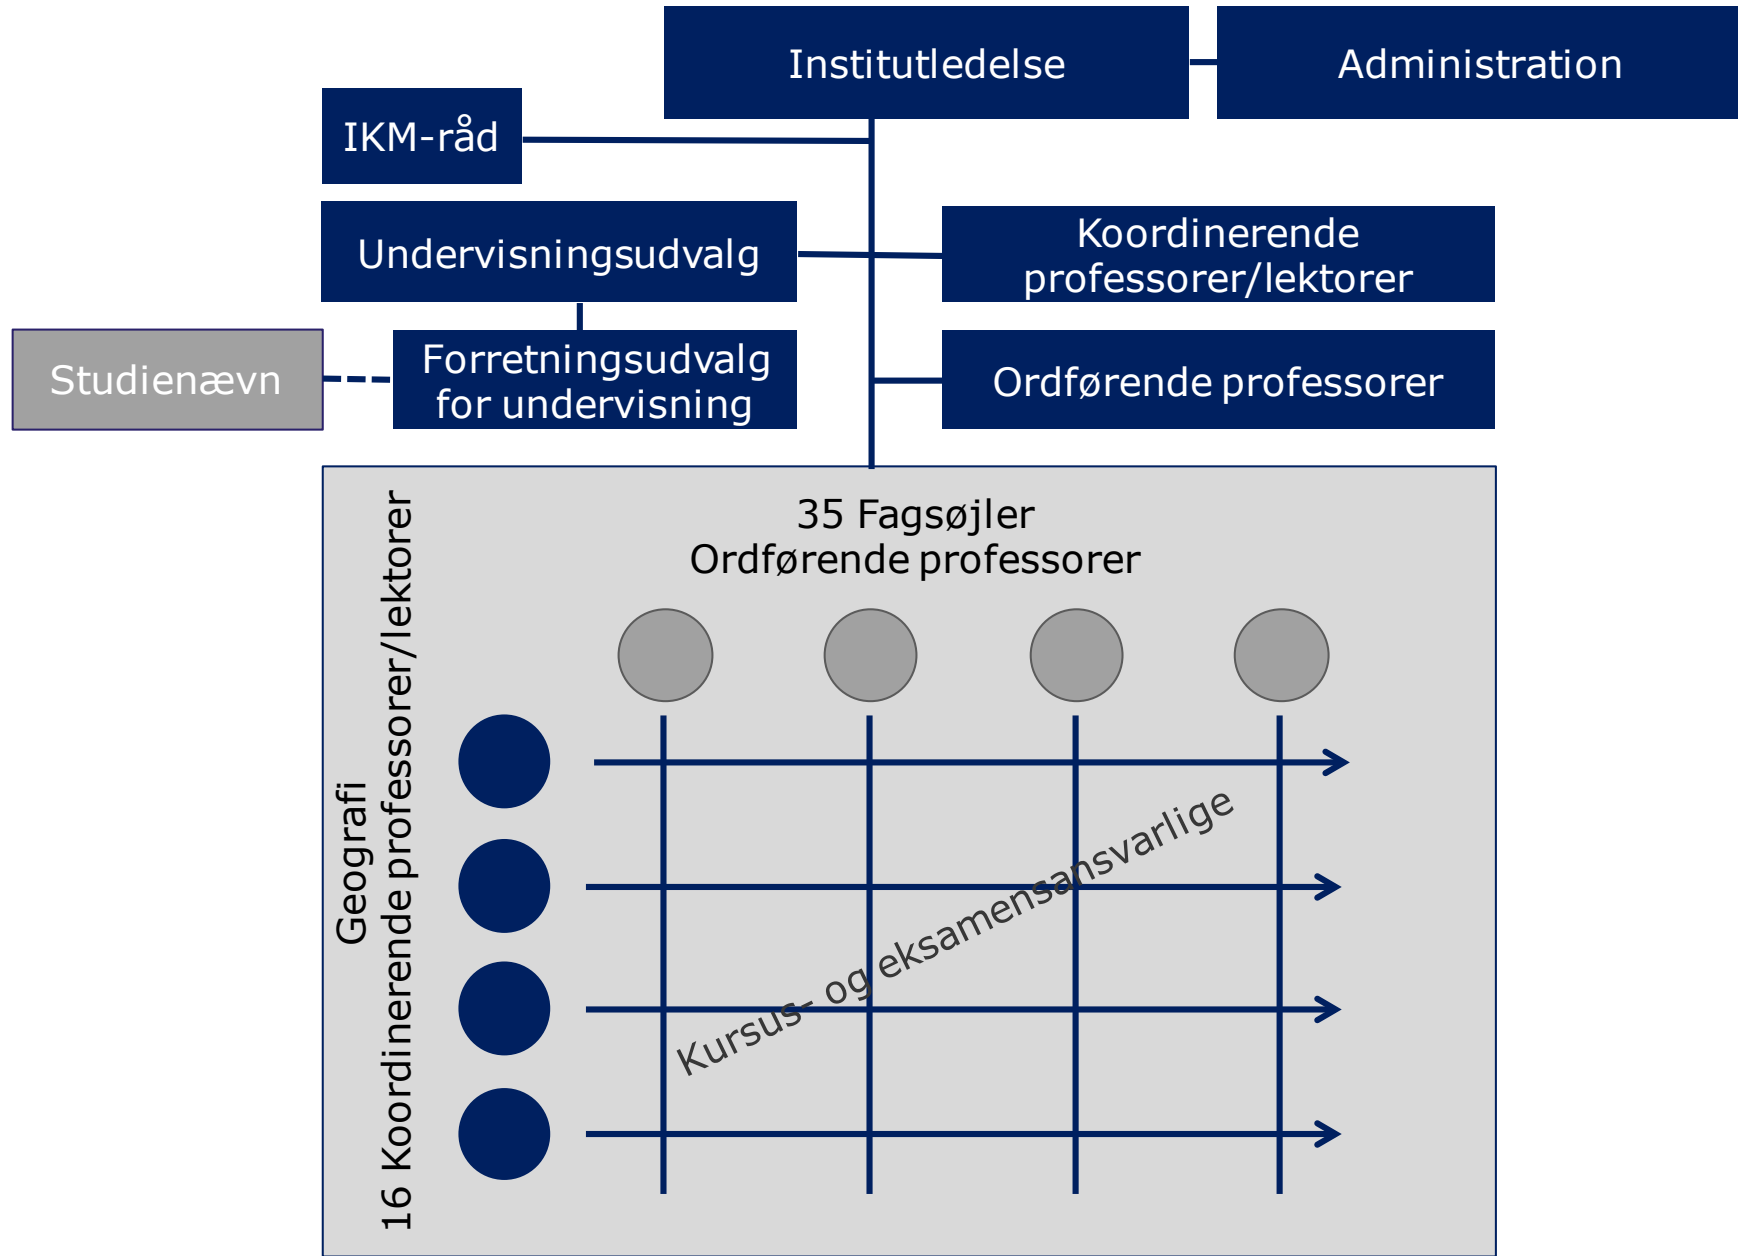 Institutledelse
Administration
IKM-råd
Undervisningsudvalg
Koordinerende
professorer/lektorer
Studienævn
Forretningsudvalg
for undervisning
Ordførende professorer
35 Fagsøjler
Ordførende professorer
Geografi
16 Koordinerende professorer/lektorer
Kursus- og eksamensansvarlige